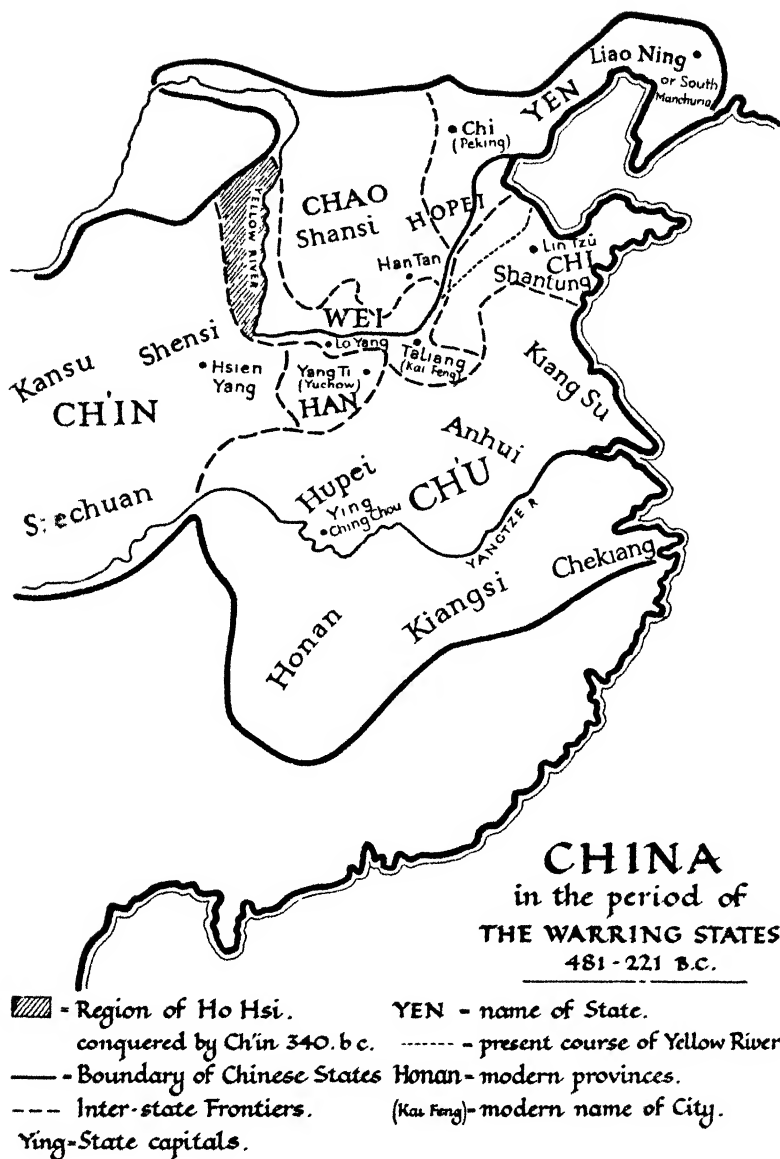 Liao Ning
or South
Manchuria
YEN
Chi
(Peking)
CHAO
Shansi
HOPEI
YELLOW RIVER
Han Tan
Lin Tzŭ
CHI
Shantung
WEI
Lo Yang
Kansu
Shensi
Hsien
Yang
Yang Ti
(Yuchow)
HAN
Ta Liang
(Kai Feng)
Kiang Su
CH'IN
Anhui
Hupei
CH'U
Szechuan
Ying
Ching Chou
YANGTZE R
Chekiang
Kiangsi
Honan
CHINA
in the period of
THE WARRING STATES
481-221 B.C.
= Region of Ho Hsi.
conquered by Ch'in 340. b c.
= Boundary of Chinese States
= Inter-state Frontiers.
Ying = State capitals.
YEN = name of State.
= present course of Yellow River
Honan = modern provinces.
(Kai Feng) = modern name of City.